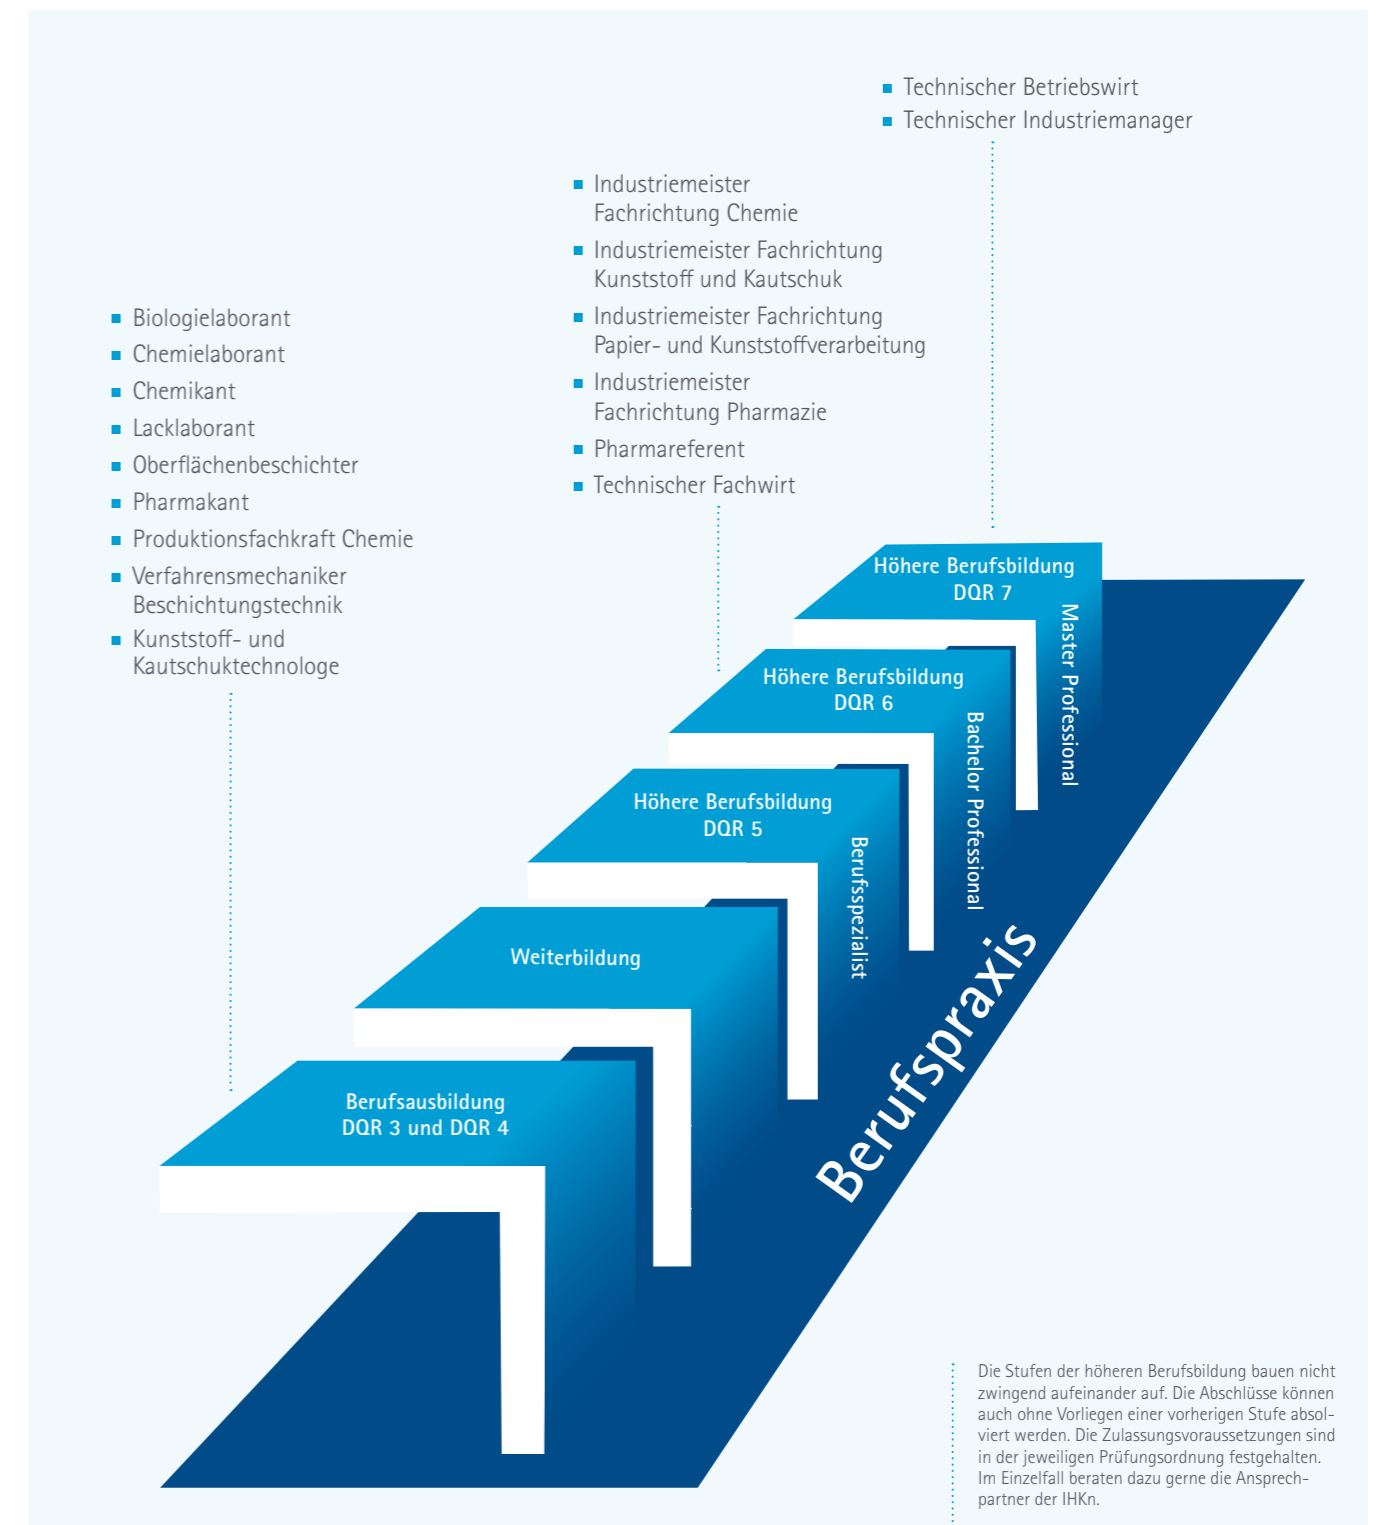 Technischer Betriebswirt
Technischer Industriemanager
Industriemeister
Fachrichtung Chemie
Industriemeister Fachrichtung
Kunststoff und Kautschuk
Industriemeister Fachrichtung
Papier- und Kunststoffverarbeitung
Industriemeister
Fachrichtung Pharmazie
Pharmareferent
Technischer Fachwirt
Biologielaborant
Chemielaborant
Chemikant
Lacklaborant
Oberflächenbeschichter
Pharmakant
Produktionsfachkraft Chemie
Verfahrensmechaniker
Beschichtungstechnik
Kunststoff- und
Kautschuktechnologe
Höhere Berufsbildung
DQR 7
Master Professional
Höhere Berufsbildung
DQR 6
Bachelor Professional
Höhere Berufsbildung
DQR 5
Berufsspezialist
Weiterbildung
Berufsausbildung
DQR 3 und DQR 4
Berufspraxis
Die Stufen der höheren Berufsbildung bauen nicht
zwingend aufeinander auf. Die Abschlüsse können
auch ohne Vorliegen einer vorherigen Stufe absol-
viert werden. Die Zulassungsvoraussetzungen sind
in der jeweiligen Prüfungsordnung festgehalten.
Im Einzelfall beraten dazu gerne die Ansprech-
partner der IHKn.